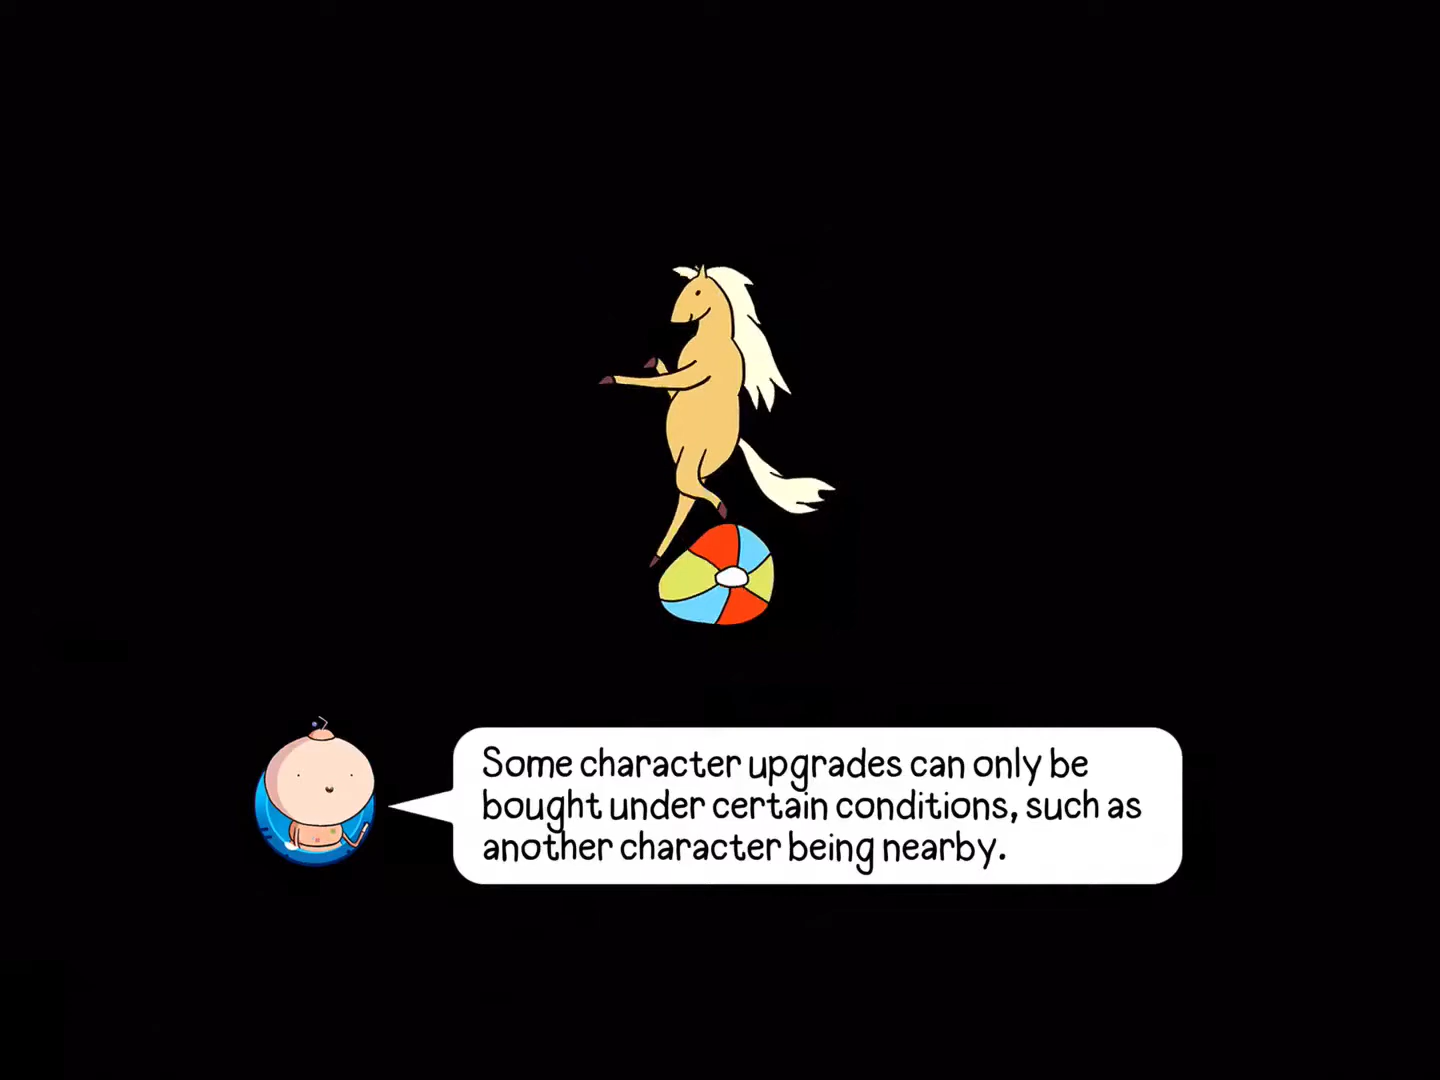 Some character upgrades can only be
bought under certain conditions, such as
another character being nearby.